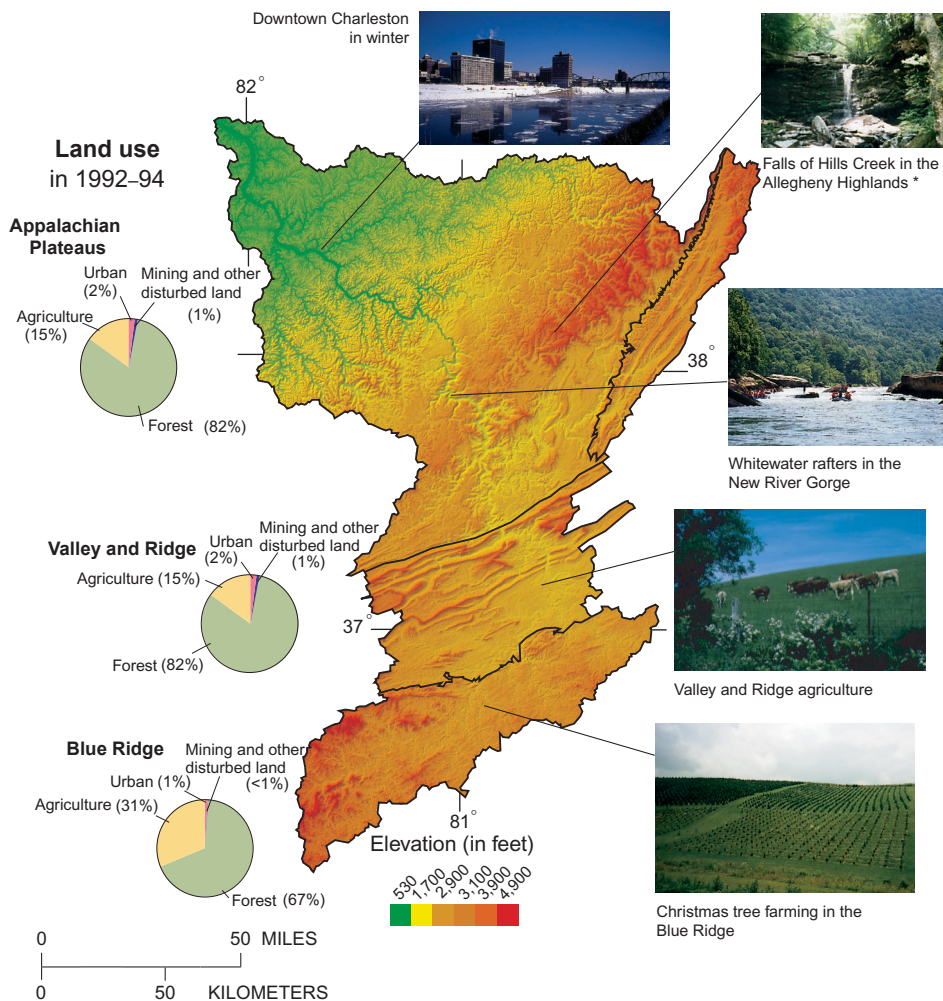 Downtown Charleston
in winter
82°
Land use
in 1992–94
Falls of Hills Creek in the
Allegheny Highlands *
Appalachian
Plateaus
Urban
(2%)
Mining and other
disturbed land
(1%)
Agriculture
(15%)
Forest (82%)
38°
Whitewater rafters in the
New River Gorge
Valley and Ridge
Urban
(2%)
Mining and other
disturbed land
(1%)
Agriculture (15%)
Forest
(82%)
37°
Valley and Ridge agriculture
Blue Ridge
Mining and other
disturbed land
(<1%)
Urban (1%)
Agriculture (31%)
Forest (67%)
81°
Elevation (in feet)
530
1,700
2,900
3,100
3,900
4,900
Christmas tree farming in the
Blue Ridge
0 50 MILES
0 50 KILOMETERS